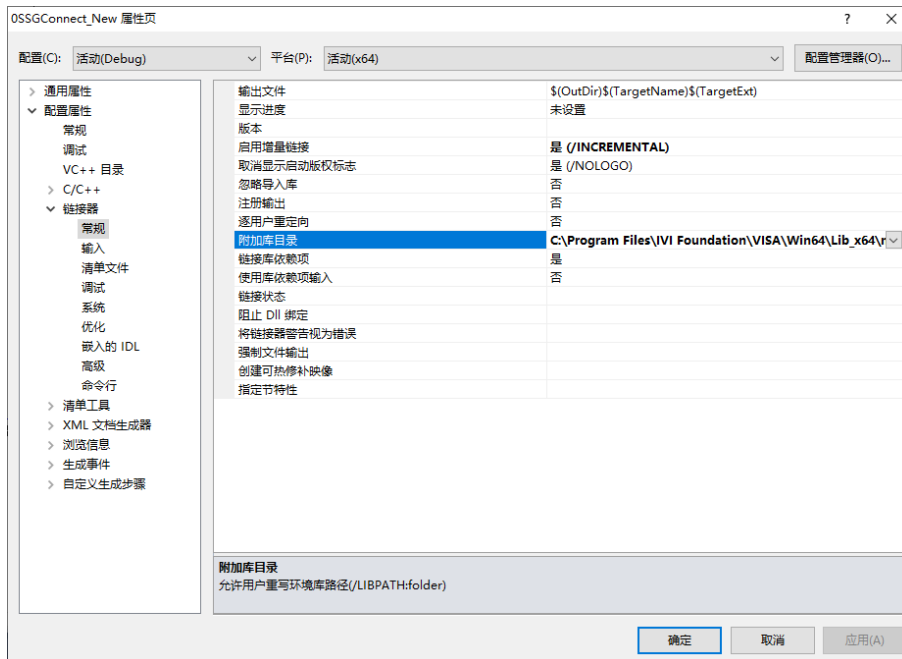 0SSGConnect_New 属性页
配置(C): 活动(Debug) 平台(P): 活动(x64) 配置管理器(O)...
通用属性
配置属性
常规
调试
VC++ 目录
C/C++
链接器
常规
输入
清单文件
调试
系统
优化
嵌入的 IDL
高级
命令行
清单工具
XML 文档生成器
浏览信息
生成事件
自定义生成步骤
输出文件 $(OutDir)$(TargetName)$(TargetExt)
显示进度 未设置
版本
启用增量链接 是 (/INCREMENTAL)
取消显示启动版权标志 是 (/NOLOGO)
忽略导入库 否
注册输出 否
逐用户重定向 否
附加库目录 C:\Program Files\IVI Foundation\VISA\Win64\Lib_x64\
链接库依赖项 是
使用库依赖项输入 否
链接状态
阻止 Dll 绑定
将链接器警告视为错误
强制文件输出
创建可热修补映像
指定节特性
附加库目录
允许用户重写环境库路径(/LIBPATH:folder)
确定 取消 应用(A)